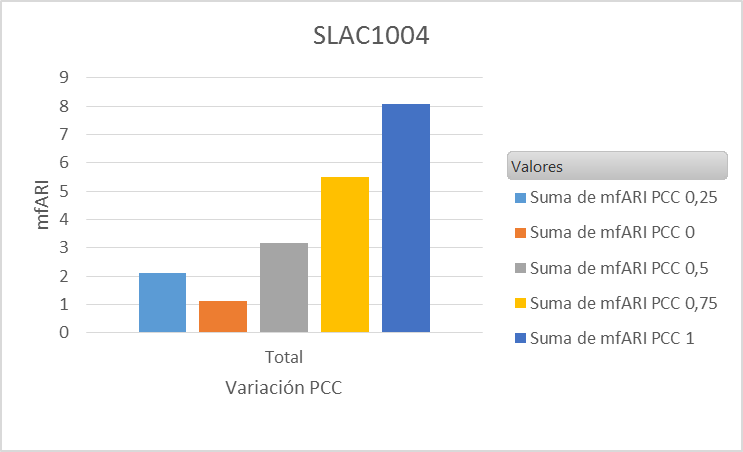 SLAC1004
mfARI
9
8
7
6
5
4
3
2
1
0
Total
Variación PCC
Valores
Suma de mfARI PCC 0,25
Suma de mfARI PCC 0
Suma de mfARI PCC 0,5
Suma de mfARI PCC 0,75
Suma de mfARI PCC 1